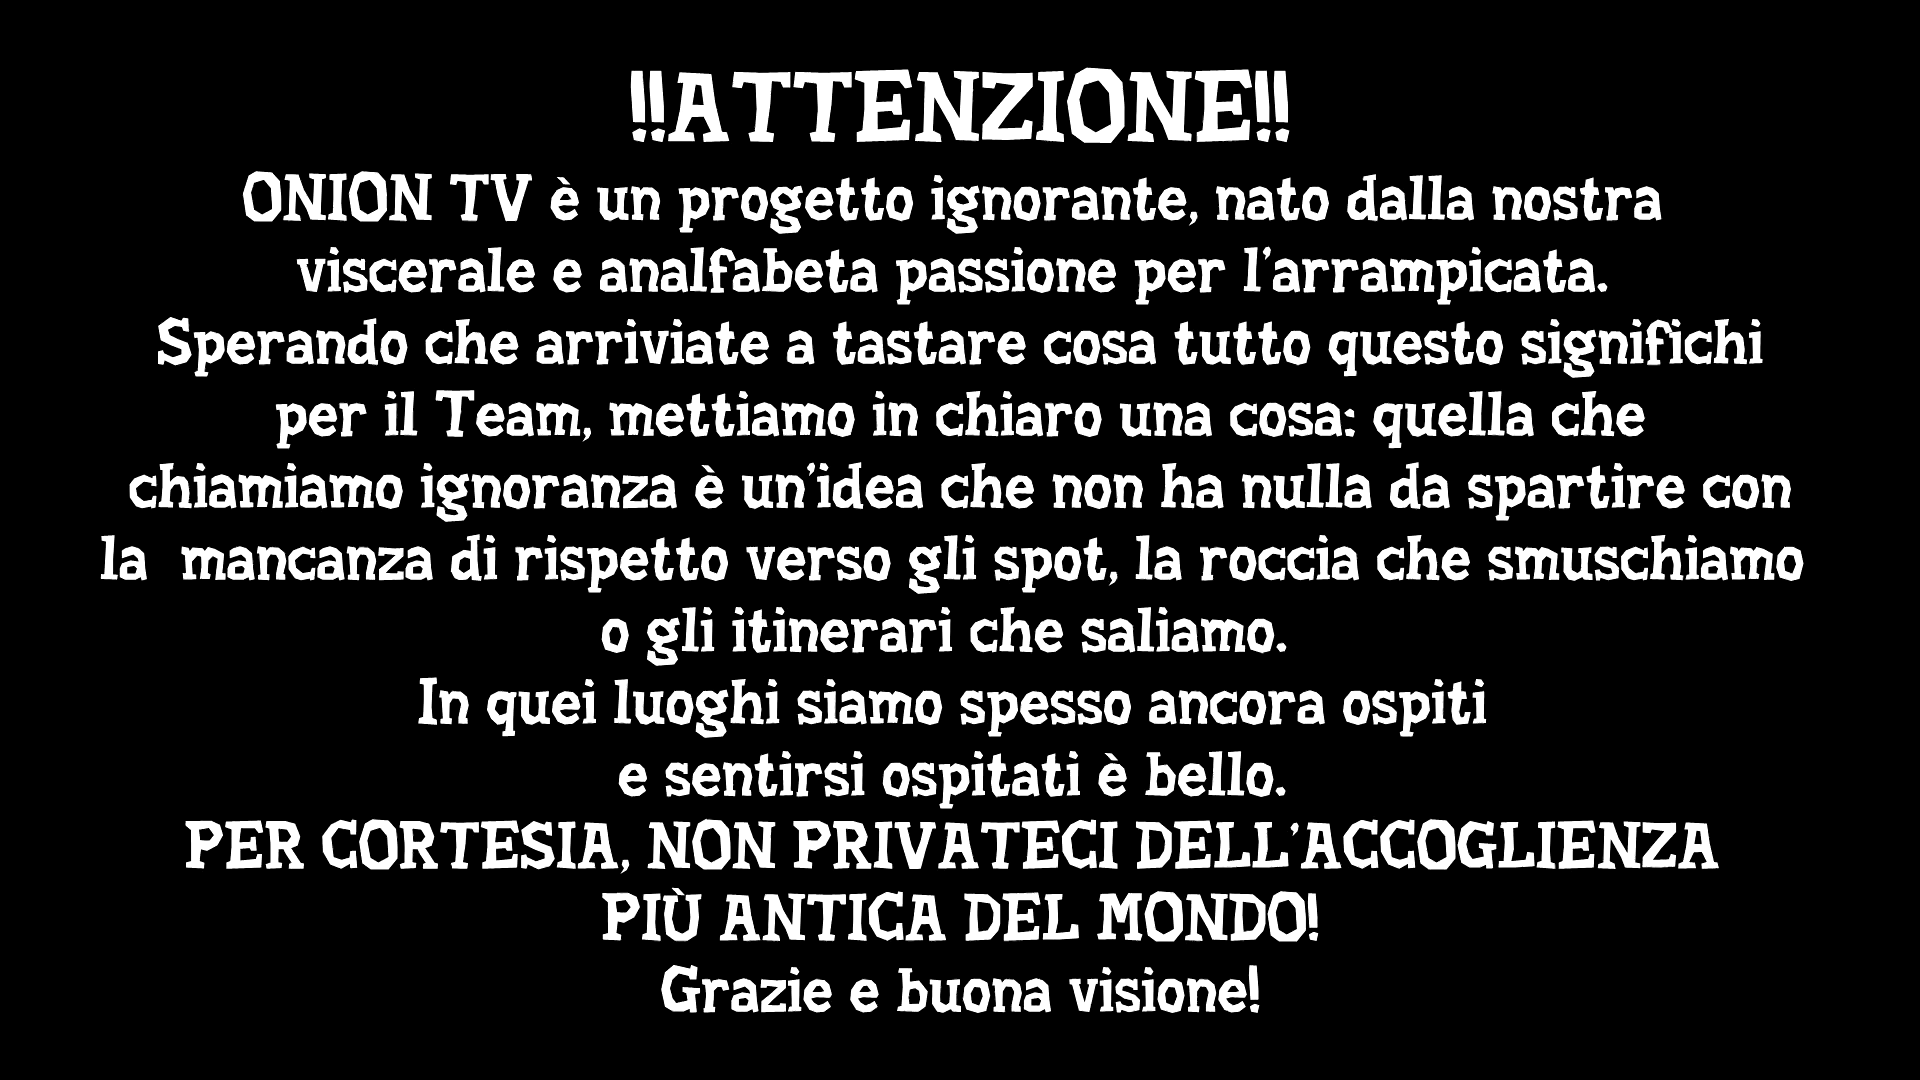 !!ATTENZIONE!!
ONION TV è un progetto ignorante, nato dalla nostra
viscerale e analfabeta passione per l'arrampicata.
Sperando che arriviate a tastare cosa tutto questo significhi
per il Team, mettiamo in chiaro una cosa: quella che
chiamiamo ignoranza è un'idea che non ha nulla da spartire con
la  mancanza di rispetto verso gli spot, la roccia che smuschiamo
o gli itinerari che saliamo.
In quei luoghi siamo spesso ancora ospiti
e sentirsi ospitati è bello.
PER CORTESIA, NON PRIVATECI DELL'ACCOGLIENZA
PIÙ ANTICA DEL MONDO!
Grazie e buona visione!